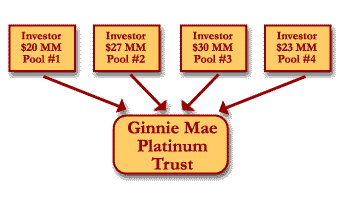 Investor
$20 MM
Pool #1
Investor
$27 MM
Pool #2
Investor
$30 MM
Pool #3
Investor
$23 MM
Pool #4
Ginnie Mae
Platinum
Trust